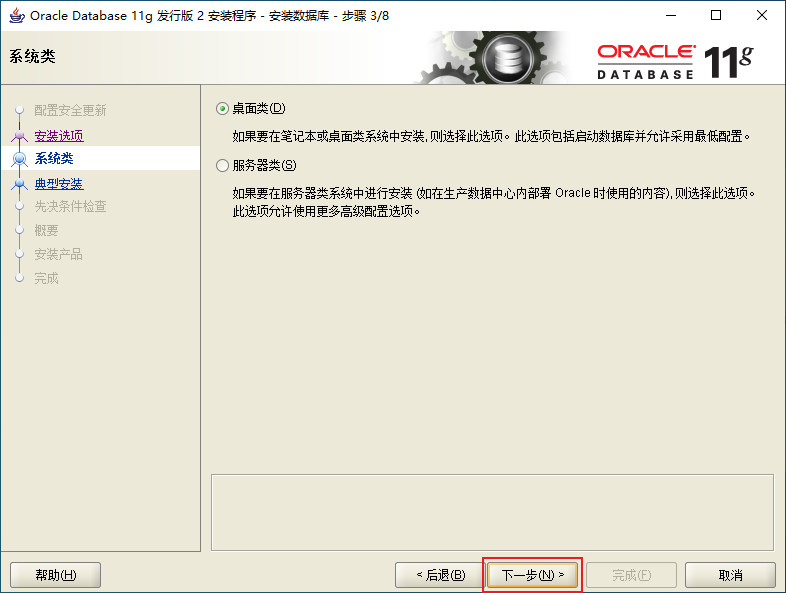 Oracle Database 11g 发行版 2 安装程序 - 安装数据库 - 步骤 3/8
系统类
ORACLE
DATABASE
11g
配置安全更新
安装选项
系统类
典型安装
先决条件检查
概要
安装产品
完成
桌面类(D)
如果要在笔记本或桌面类系统中安装,则选择此选项。此选项包括启动数据库并允许采用最低配置。
服务器类(S)
如果要在服务器类系统中进行安装 (如在生产数据中心内部署 Oracle 时使用的内容),则选择此选项。
此选项允许使用更多高级配置选项。
帮助(H)
< 后退(B)
下一步(N) >
完成(F)
取消